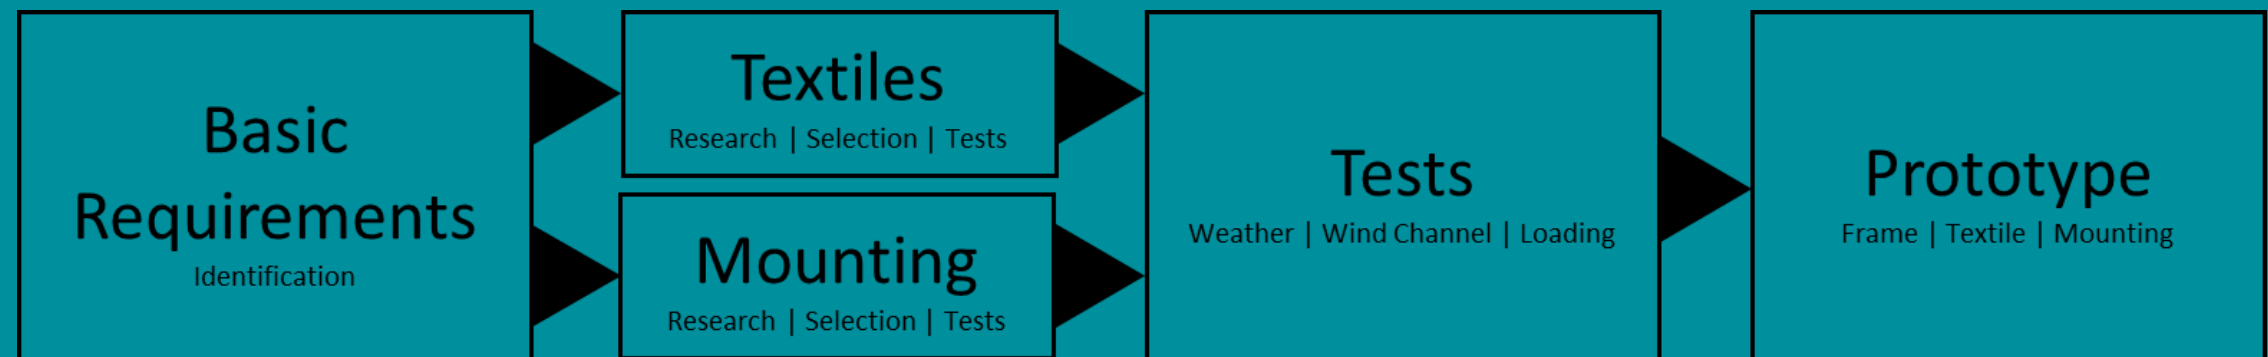 Basic
Requirements
Identification
Textiles
Research | Selection | Tests
Mounting
Research | Selection | Tests
Tests
Weather | Wind Channel | Loading
Prototype
Frame | Textile | Mounting